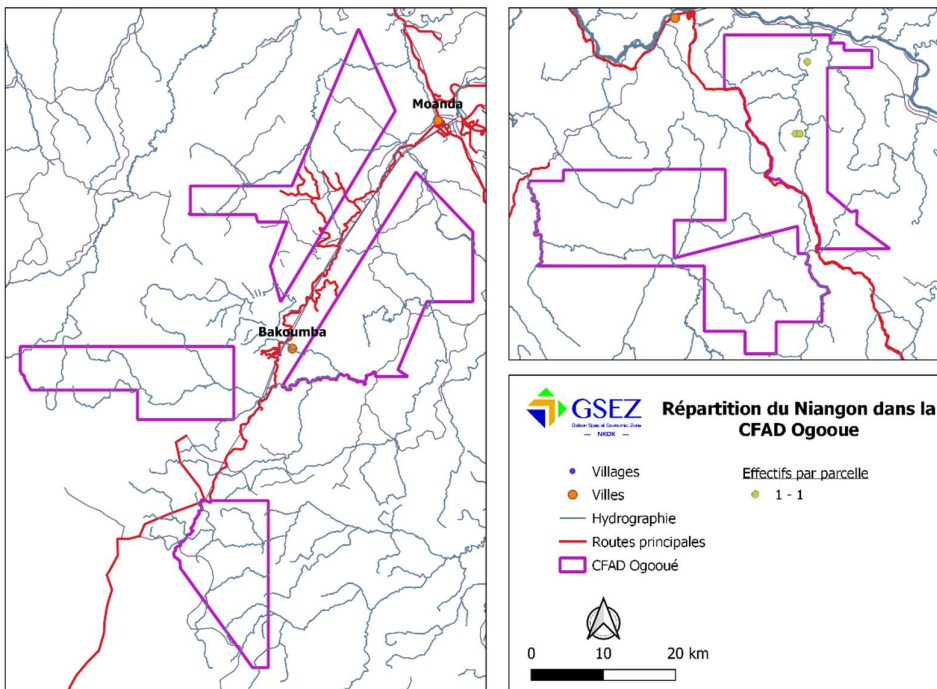 Moanda
Bakoumba
GSEZ
Gabon Special Economic Zone
— NKOK —
Répartition du Niangon dans la
CFAD Ogooue
Villages
Villes
Hydrographie
Routes principales
CFAD Ogooué
Effectifs par parcelle
1 - 1
0 10 20 km